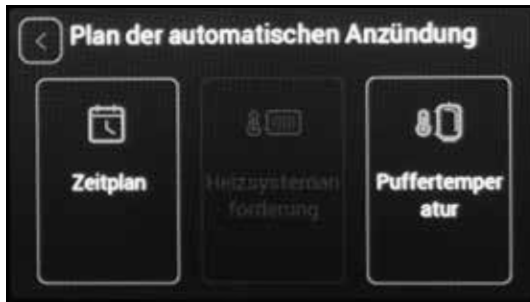 Plan der automatischen Anzündung
Zeitplan
Heizsysteman
forderung
Puffertemper
atur